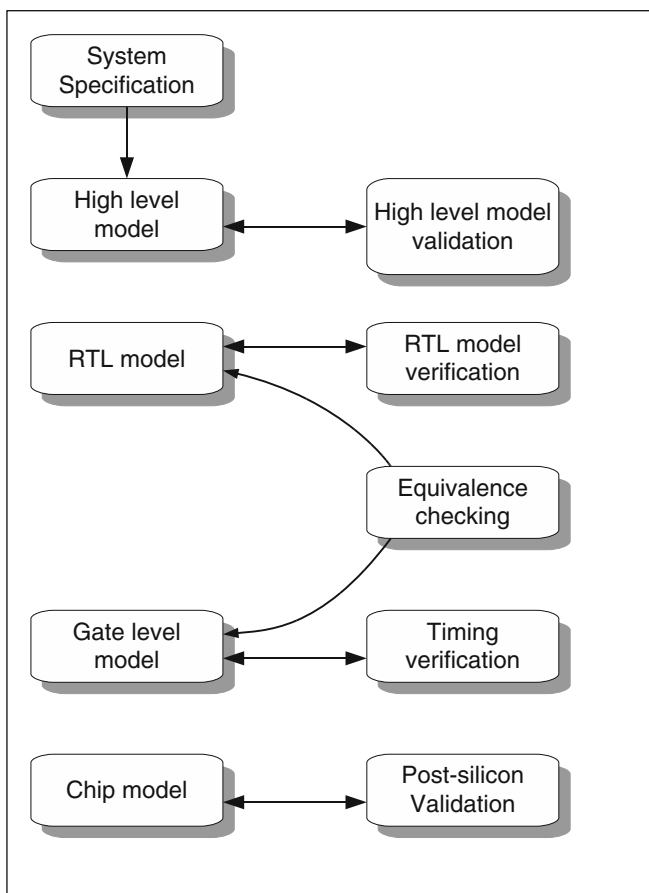 System
Specification
High level
model
High level model
validation
RTL model
RTL model
verification
Equivalence
checking
Gate level
model
Timing
verification
Chip model
Post-silicon
Validation